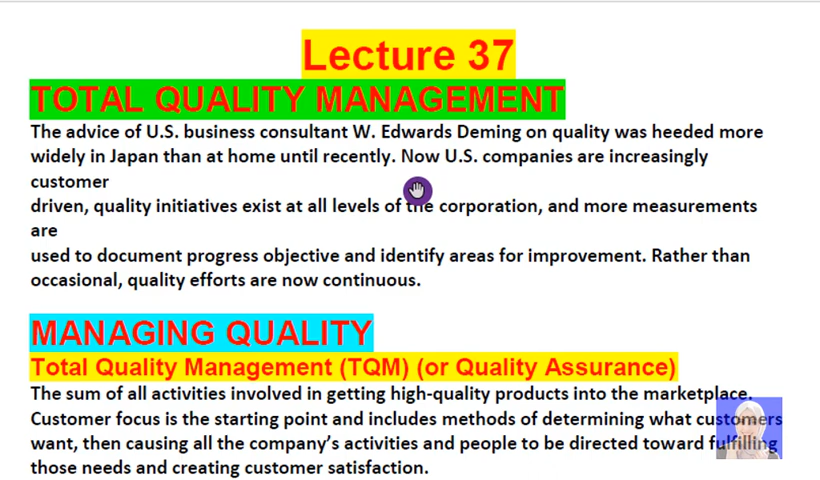 Lecture 37
TOTAL QUALITY MANAGEMENT
The advice of U.S. business consultant W. Edwards Deming on quality was heeded more
widely in Japan than at home until recently. Now U.S. companies are increasingly
customer
driven, quality initiatives exist at all levels of the corporation, and more measurements
are
used to document progress objective and identify areas for improvement. Rather than
occasional, quality efforts are now continuous.
MANAGING QUALITY
Total Quality Management (TQM) (or Quality Assurance)
The sum of all activities involved in getting high-quality products into the marketplace.
Customer focus is the starting point and includes methods of determining what customers
want, then causing all the company's activities and people to be directed toward fulfilling
those needs and creating customer satisfaction.